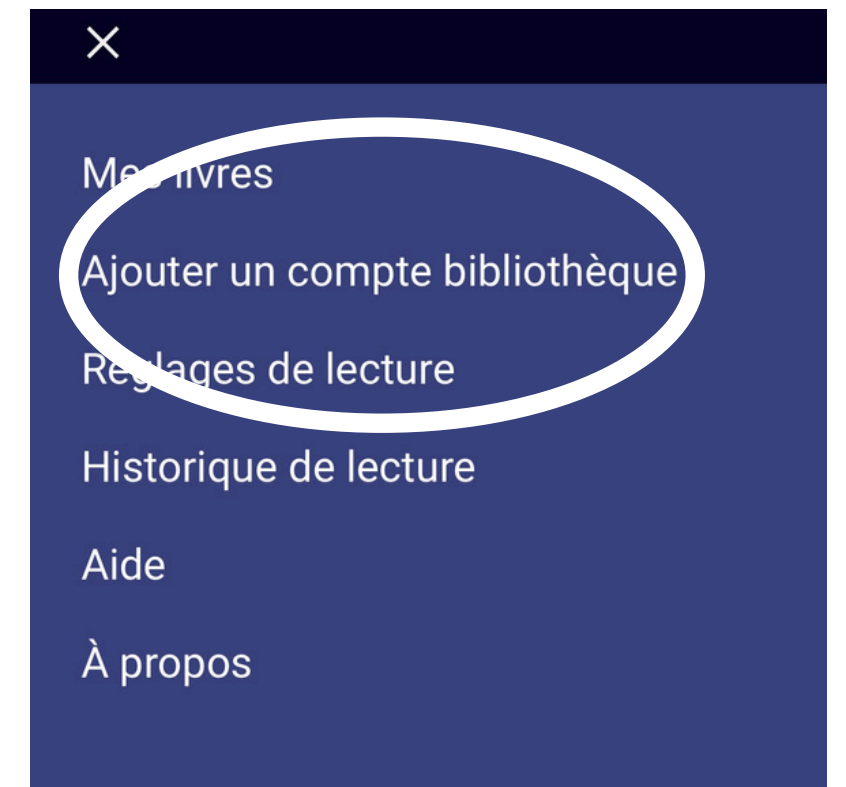 Mes livres
Ajouter un compte bibliothèque
Réglages de lecture
Historique de lecture
Aide
À propos